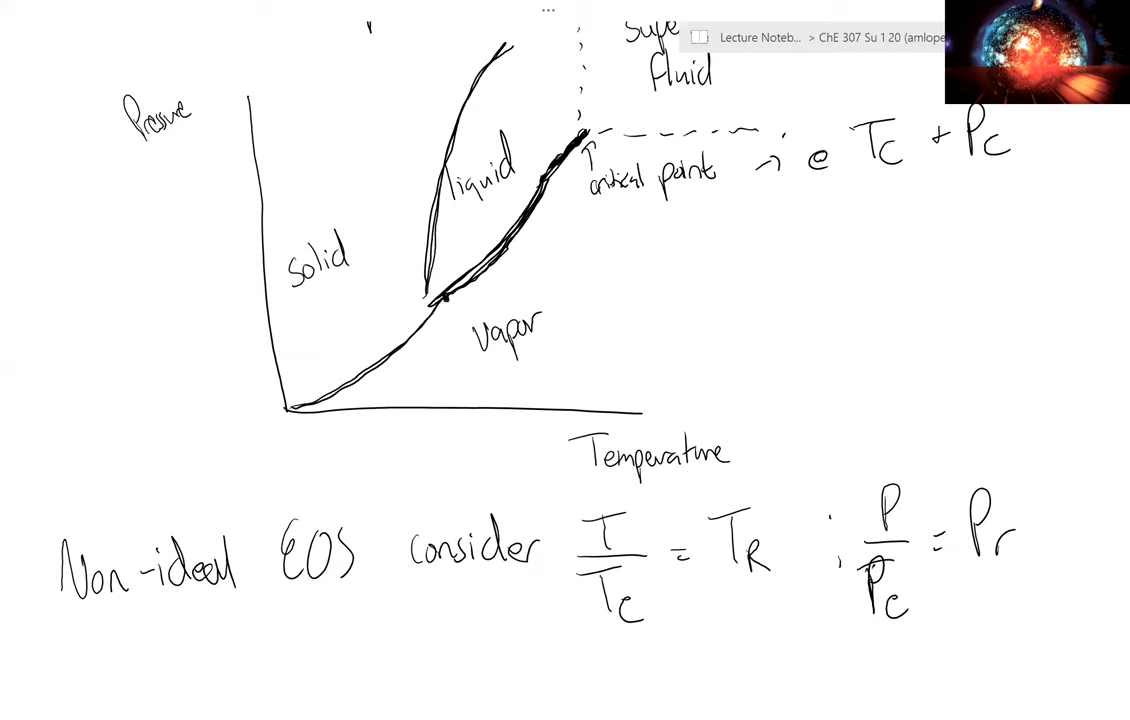 Lecture Noteb... > ChE 307 Su 1 20 (amlope
fluid
Pressure
liquid
critical point → @ Tc + Pc
solid
vapor
Temperature
Non-ideal EOS consider T/Tc = TR ; P/Pc = Pr